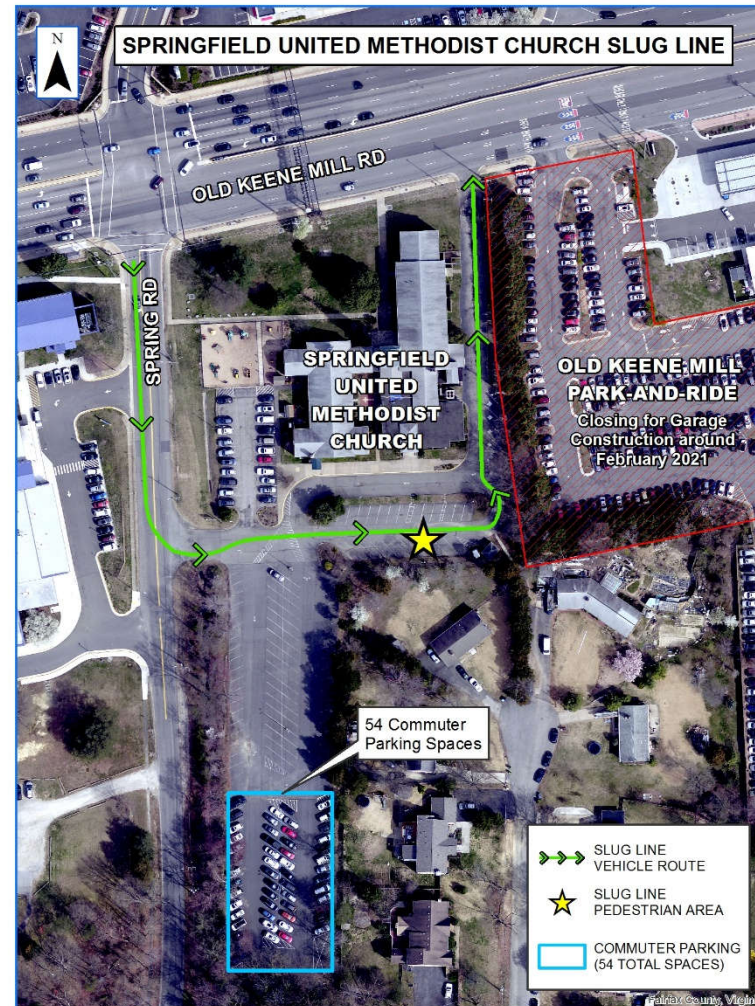 N
SPRINGFIELD UNITED METHODIST CHURCH SLUG LINE
OLD KEENE MILL RD
SPRING RD
SPRINGFIELD
UNITED
METHODIST
CHURCH
OLD KEENE MILL
PARK-AND-RIDE
Closing for Garage
Construction around
February 2021
54 Commuter
Parking Spaces
SLUG LINE
VEHICLE ROUTE
SLUG LINE
PEDESTRIAN AREA
COMMUTER PARKING
(54 TOTAL SPACES)
Fairfax County,